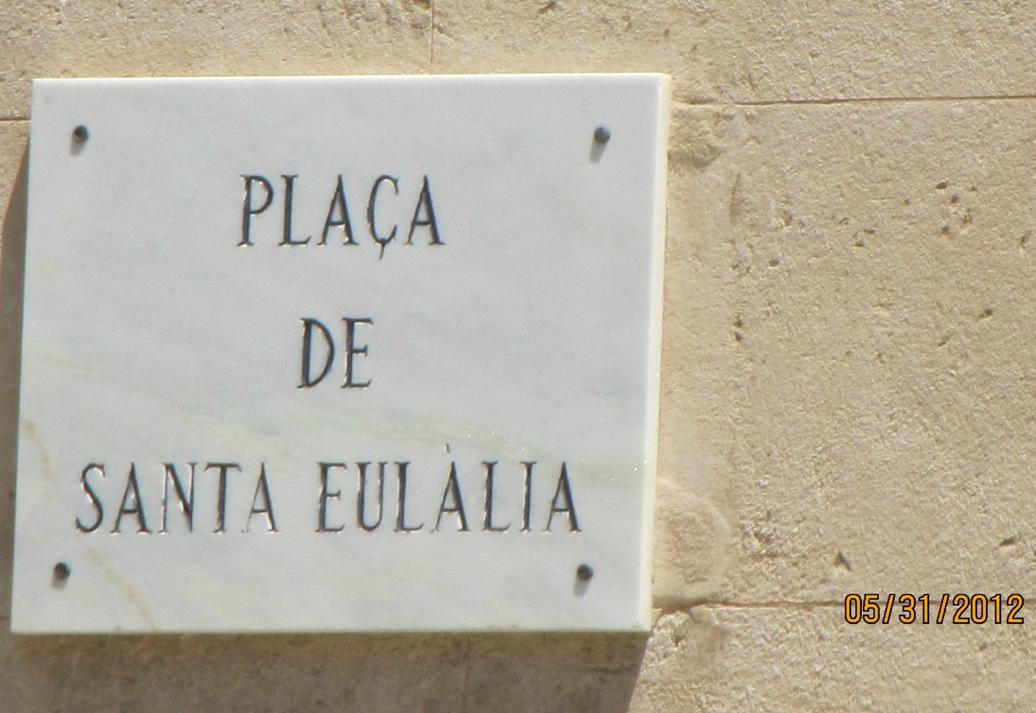 PLAÇA
DE
SANTA EULÀLIA
05/31/2012